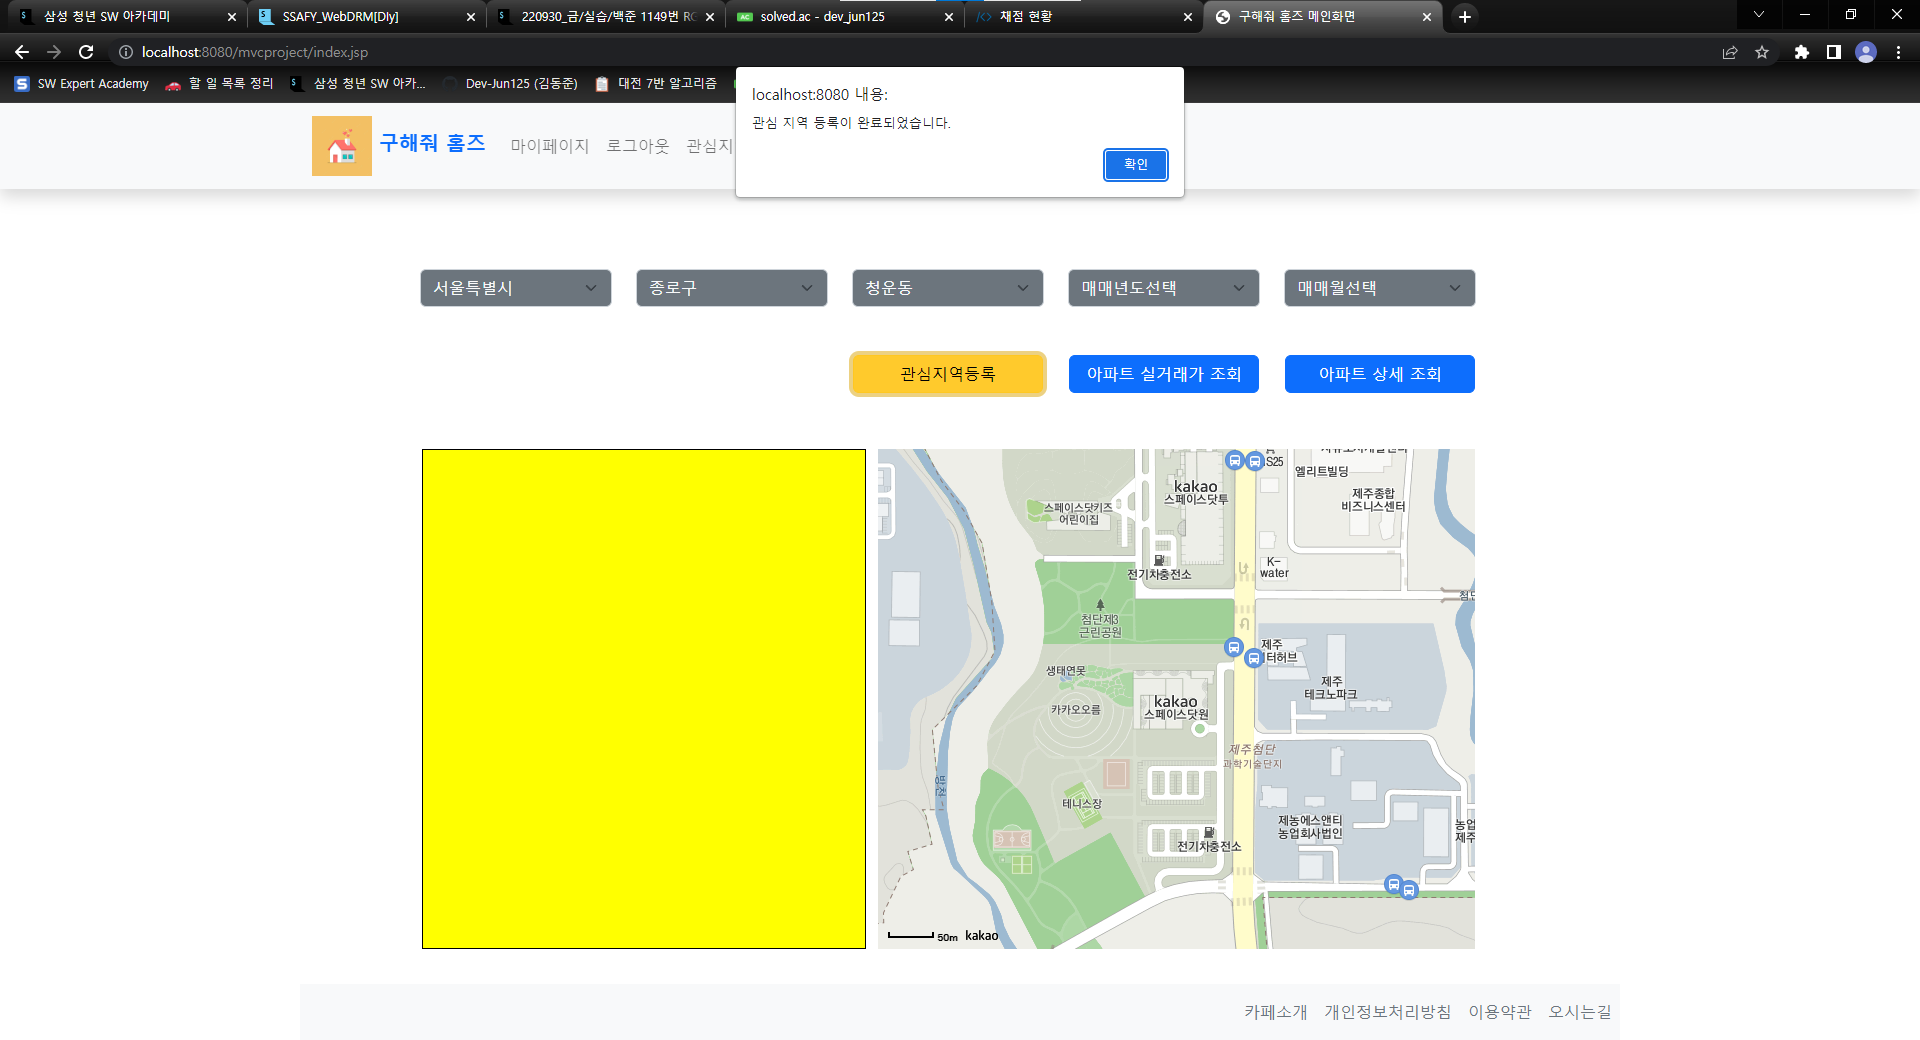 삼성 청년 SW 아카데미
SSAFY_WebDRM[Dly]
220930_금/실습/백준 1149번 RG
solved.ac - dev_jun125
채점 현황
구해줘 홈즈 메인화면
localhost:8080/mvcproject/index.jsp
SW Expert Academy
할 일 목록 정리
삼성 청년 SW 아카...
Dev-Jun125 (김동준)
대전 7반 알고리즘
localhost:8080 내용:
관심 지역 등록이 완료되었습니다.
확인
구해줘 홈즈
마이페이지
로그아웃
관심지
서울특별시
종로구
청운동
매매년도선택
매매월선택
관심지역등록
아파트 실거래가 조회
아파트 상세 조회
S25
엘리트빌딩
kakao
스페이스닷투
제주종합
비즈니스센터
스페이스닷키즈
어린이집
전기차충전소
K-
water
첨단
첨단제3
근린공원
제주
터허브
생태연못
제주
테크노파크
카카오오름
kakao
스페이스닷원
제주첨단
과학기술단지
테니스장
제농에스앤티
농업회사법인
농업
제주
전기차충전소
50m
kakao
카페소개
개인정보처리방침
이용약관
오시는길